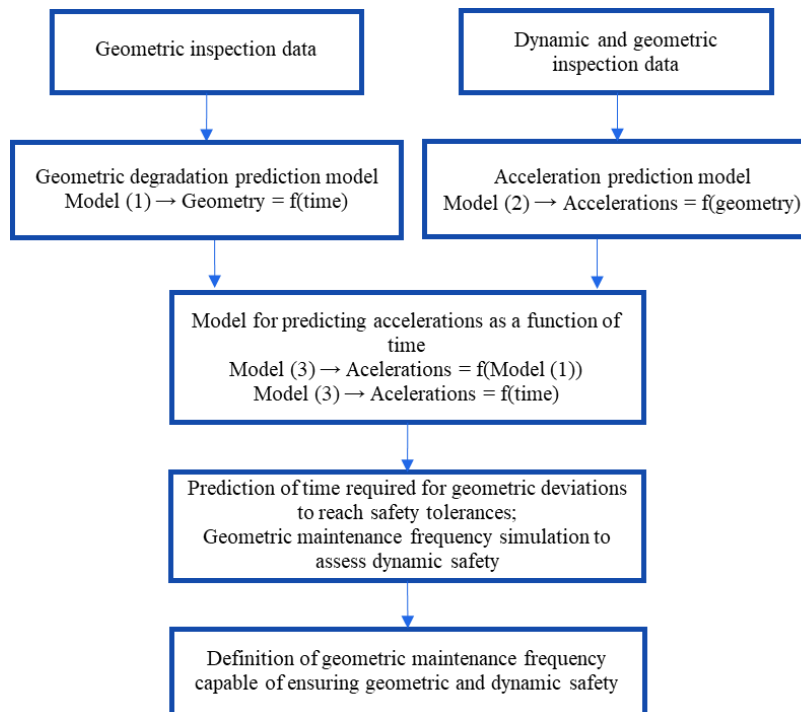 Geometric inspection data
Dynamic and geometric
inspection data
Geometric degradation prediction model
Model (1) → Geometry = f(time)
Acceleration prediction model
Model (2) → Accelerations = f(geometry)
Model for predicting accelerations as a function of
time
Model (3) → Acelerations = f(Model (1))
Model (3) → Acelerations = f(time)
Prediction of time required for geometric deviations
to reach safety tolerances;
Geometric maintenance frequency simulation to
assess dynamic safety
Definition of geometric maintenance frequency
capable of ensuring geometric and dynamic safety